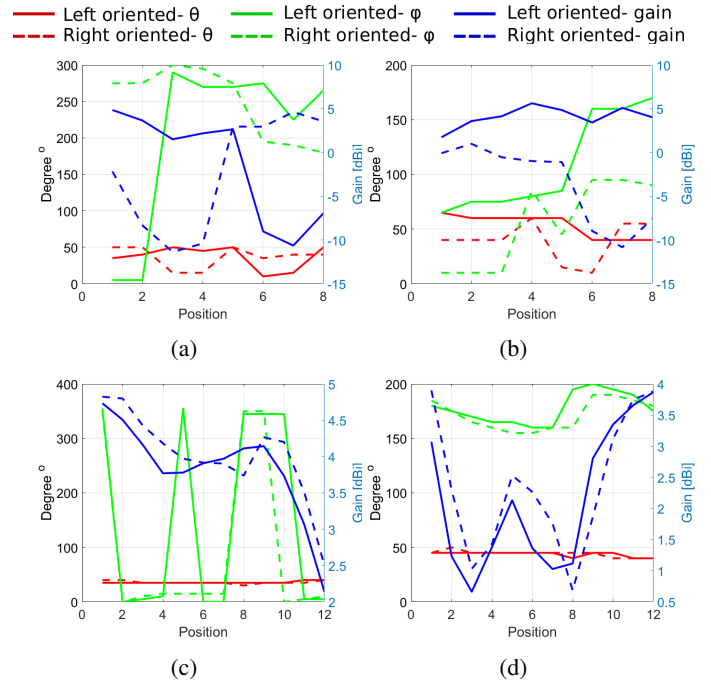 Left oriented- θ Left oriented- φ Left oriented- gain
Right oriented- θ Right oriented- φ Right oriented- gain
300 10 200 10
250 5 5
200 0 150 0
Degree ° 150 -5 Gain [dBi] Degree ° 100 -5 Gain [dBi]
100 50
50 -10 -10
0 -15 0 -15
0 2 4 6 8 0 2 4 6 8
Position Position
(a) (b)
400 5 200 4
4.5 3.5
300 4 150 3
Degree ° 200 3.5 Gain [dBi] Degree ° 100 2.5 Gain [dBi]
3 2
100 2.5 50 1.5
1
0 2 0 0.5
0 2 4 6 8 10 12 0 2 4 6 8 10 12
Position Position
(c) (d)